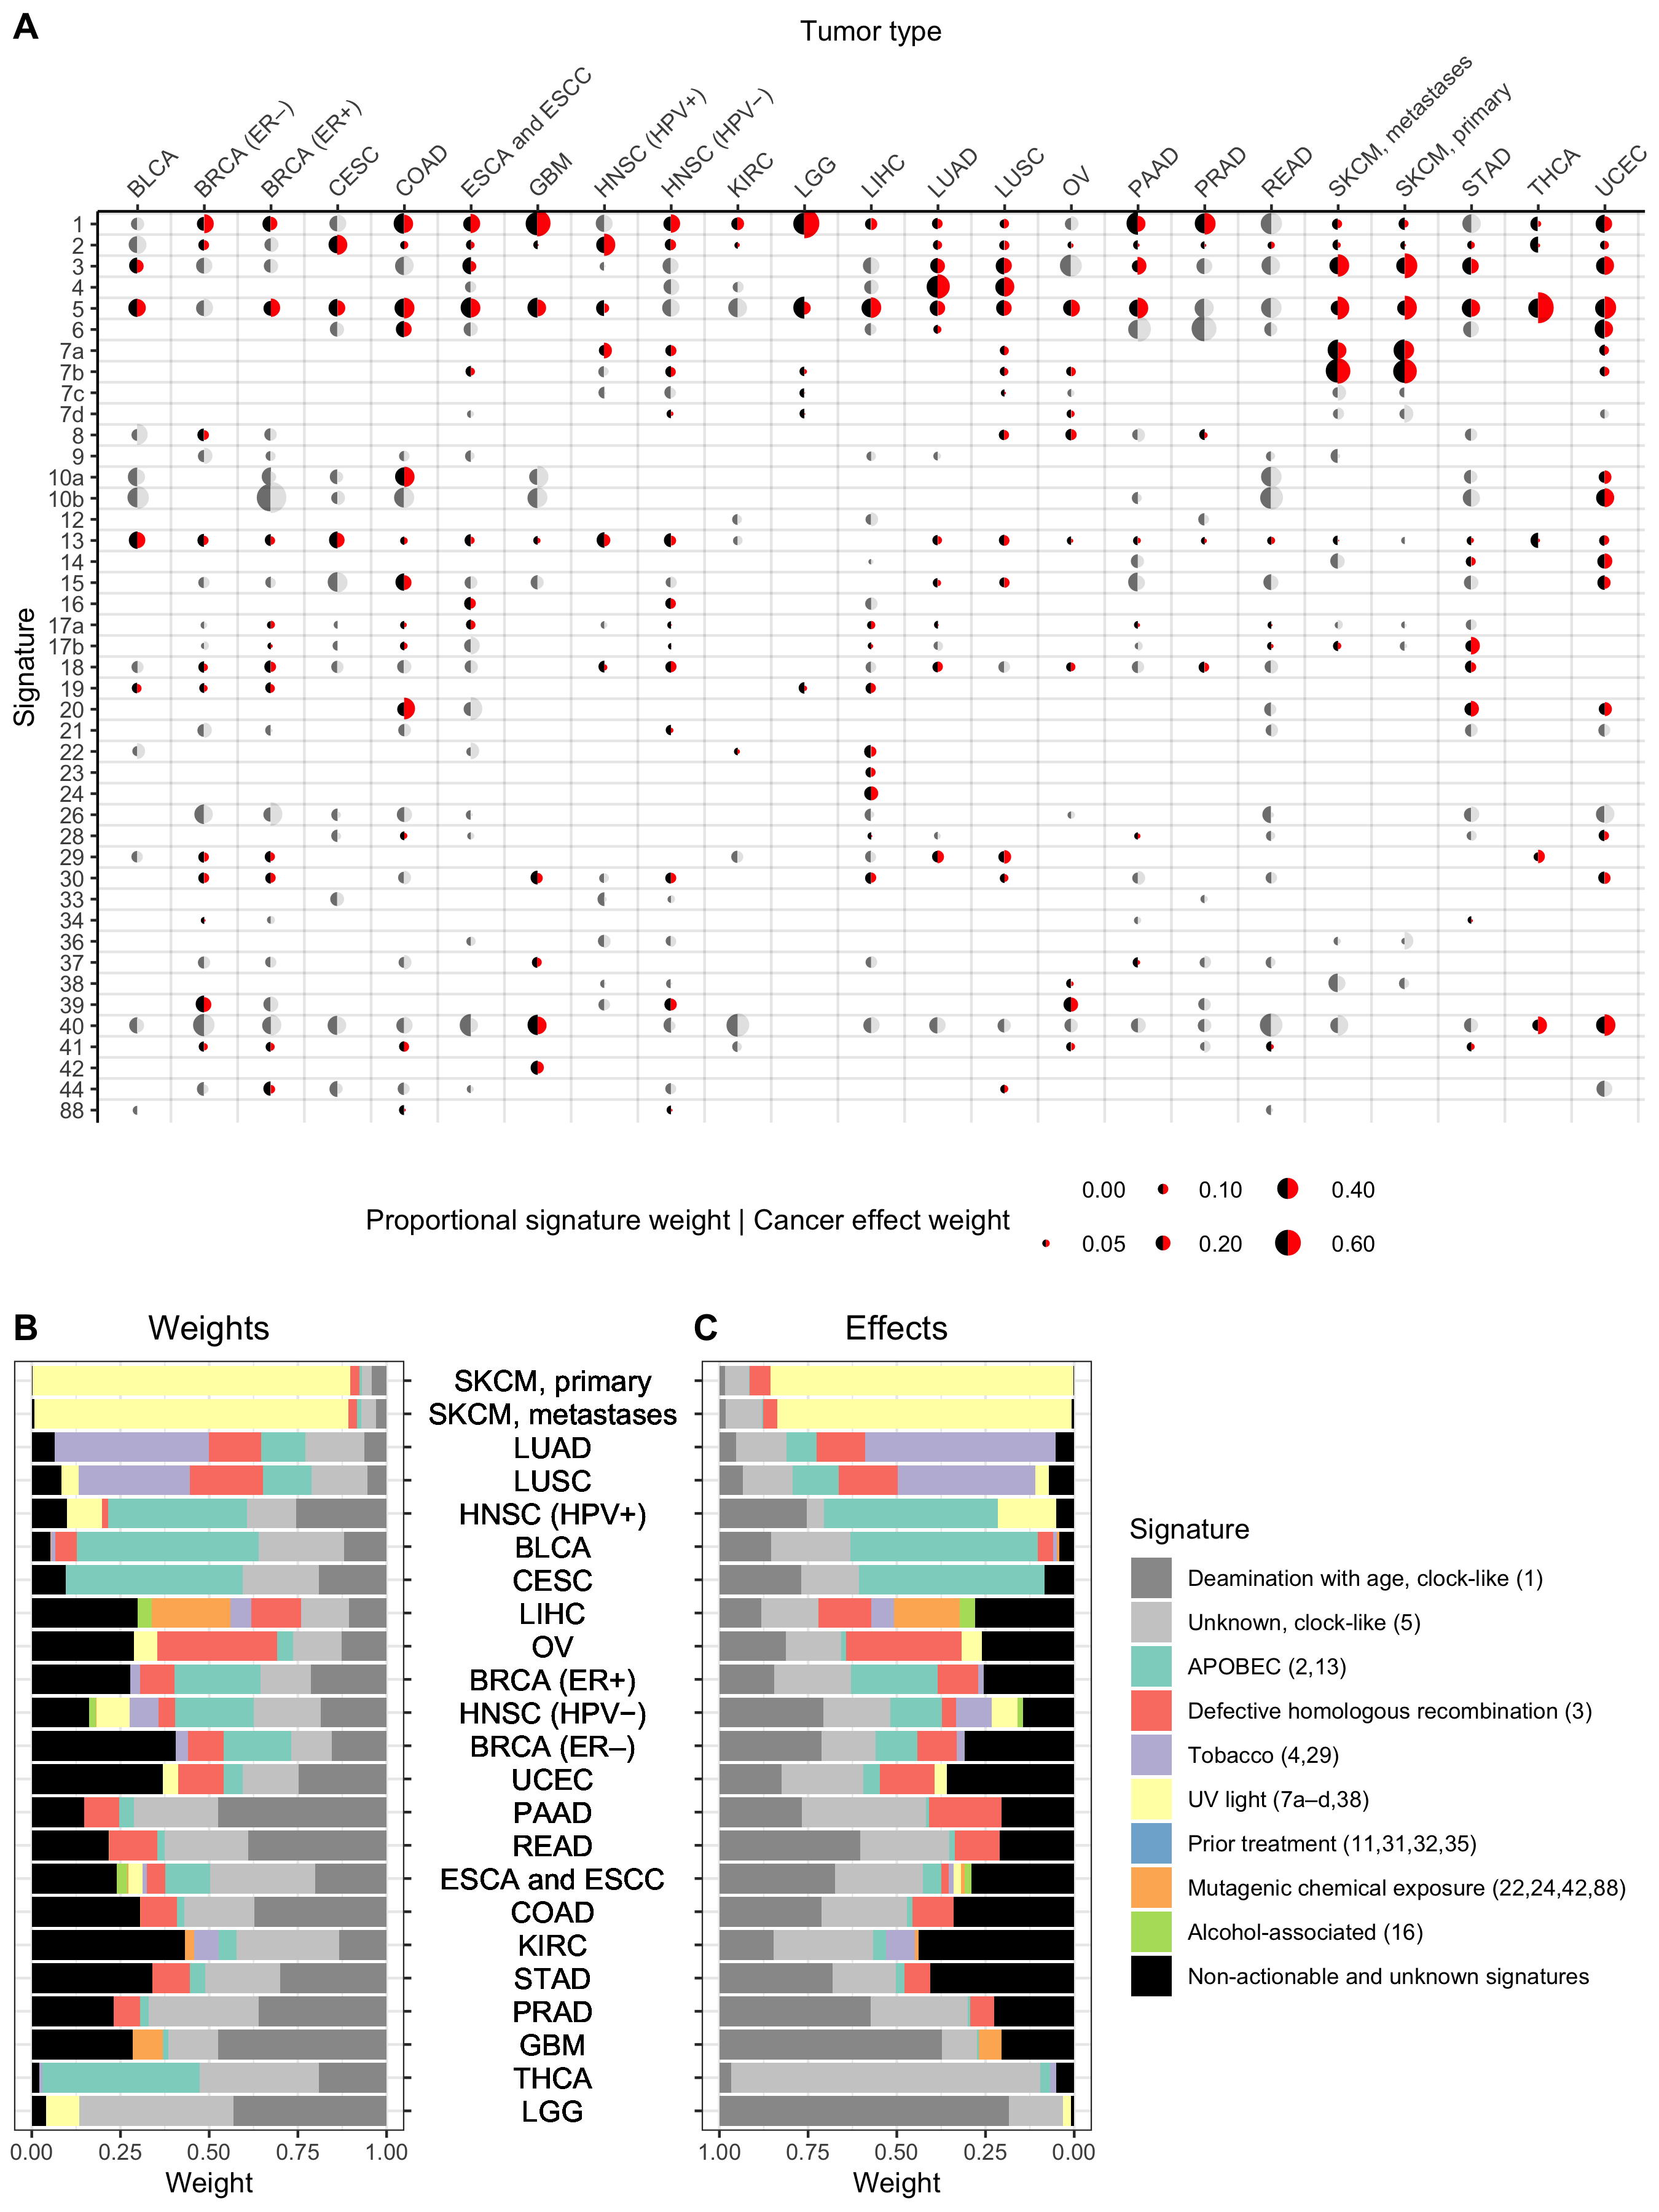 A
Tumor type
BLCA
BRCA (ER−)
BRCA (ER+)
CESC
COAD
ESCA and ESCC
GBM
HNSC (HPV+)
HNSC (HPV−)
KIRC
LGG
LIHC
LUAD
LUSC
OV
PAAD
PRAD
READ
SKCM, metastases
SKCM, primary
STAD
THCA
UCEC
Signature
1
2
3
4
5
6
7a
7b
7c
7d
8
9
10a
10b
12
13
14
15
16
17a
17b
18
19
20
21
22
23
24
26
28
29
30
33
34
36
37
38
39
40
41
42
44
88
Proportional signature weight | Cancer effect weight
0.00 0.10 0.40
0.05 0.20 0.60
B Weights
C Effects
SKCM, primary
SKCM, metastases
LUAD
LUSC
HNSC (HPV+)
BLCA
CESC
LIHC
OV
BRCA (ER+)
HNSC (HPV−)
BRCA (ER–)
UCEC
PAAD
READ
ESCA and ESCC
COAD
KIRC
STAD
PRAD
GBM
THCA
LGG
0.00 0.25 0.50 0.75 1.00
Weight
1.00 0.75 0.50 0.25 0.00
Weight
Signature
Deamination with age, clock-like (1)
Unknown, clock-like (5)
APOBEC (2,13)
Defective homologous recombination (3)
Tobacco (4,29)
UV light (7a–d,38)
Prior treatment (11,31,32,35)
Mutagenic chemical exposure (22,24,42,88)
Alcohol-associated (16)
Non-actionable and unknown signatures